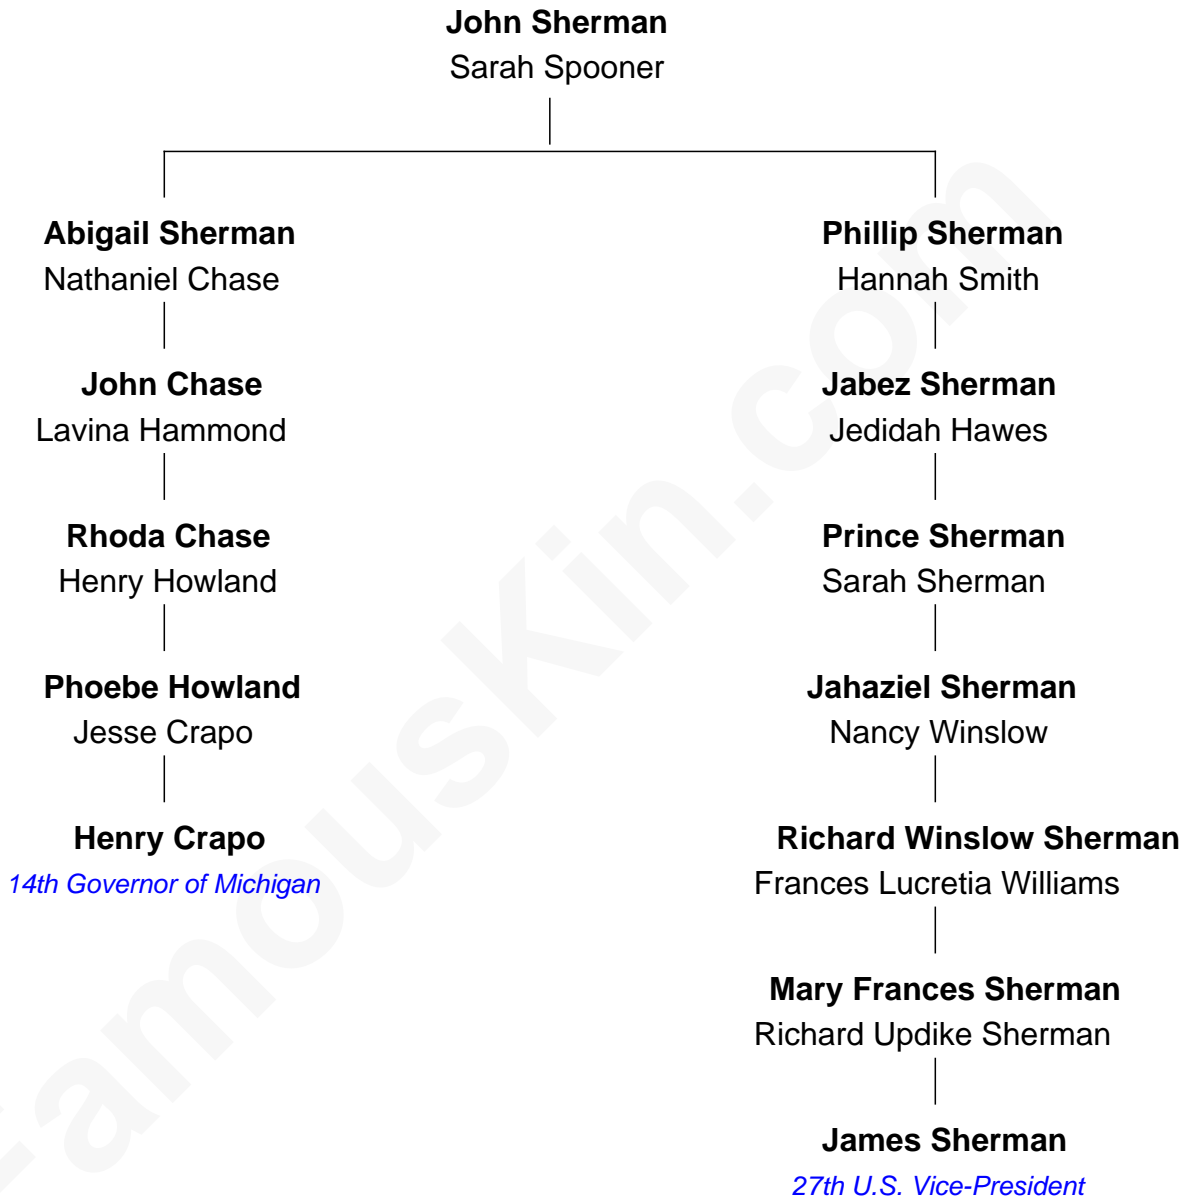 John Sherman
Sarah Spooner
Abigail Sherman
Nathaniel Chase
John Chase
Lavina Hammond
Rhoda Chase
Henry Howland
Phoebe Howland
Jesse Crapo
Henry Crapo
14th Governor of Michigan
Phillip Sherman
Hannah Smith
Jabez Sherman
Jedidah Hawes
Prince Sherman
Sarah Sherman
Jahaziel Sherman
Nancy Winslow
Richard Winslow Sherman
Frances Lucretia Williams
Mary Frances Sherman
Richard Updike Sherman
James Sherman
27th U.S. Vice-President
FamousKin.com